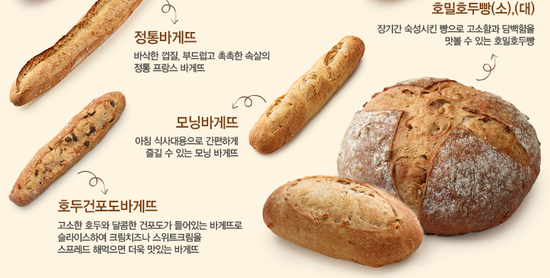 호밀호두빵(소),(대)
장기간 숙성시킨 빵으로 고소함과 담백함을
맛볼 수 있는 호밀호두빵
정통바게뜨
바삭한 껍질, 부드럽고 촉촉한 속살의
정통 프랑스 바게뜨
모닝바게뜨
아침 식사대용으로 간편하게
즐길 수 있는 모닝 바게뜨
호두건포도바게뜨
고소한 호두와 달콤한 건포도가 들어있는 바게뜨로
슬라이스하여 크림치즈나 스위트크림을
스프레드 해먹으면 더욱 맛있는 바게뜨